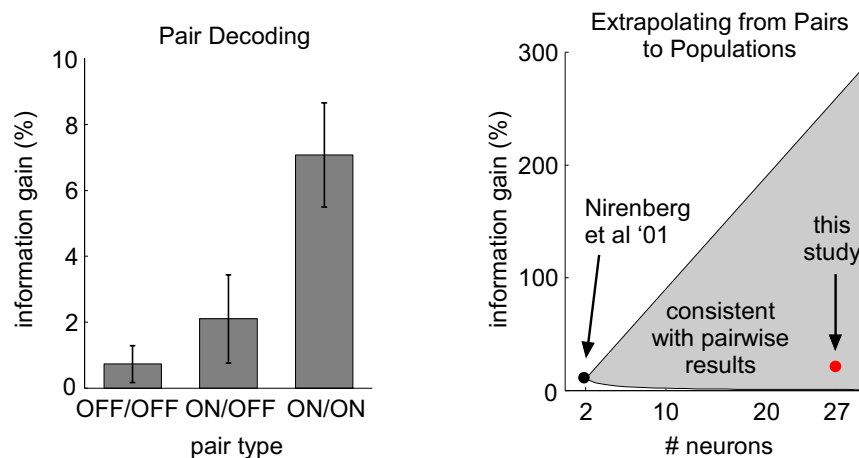 Pair Decoding
information gain (%)
10
8
6
4
2
0
OFF/OFF ON/OFF ON/ON
pair type
Extrapolating from Pairs
to Populations
information gain (%)
300
200
100
0
Nirenberg
et al ‘01
this
study
consistent
with pairwise
results
2 10 20 27
# neurons